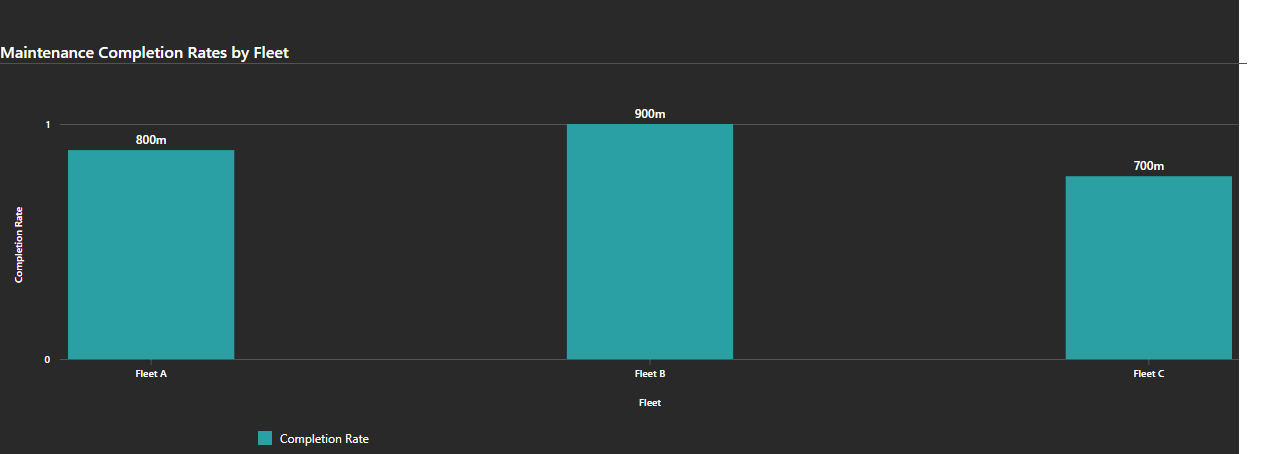 Maintenance Completion Rates by Fleet
900m
1
800m
700m
Completion Rate
0
Fleet A
Fleet B
Fleet C
Fleet
Completion Rate